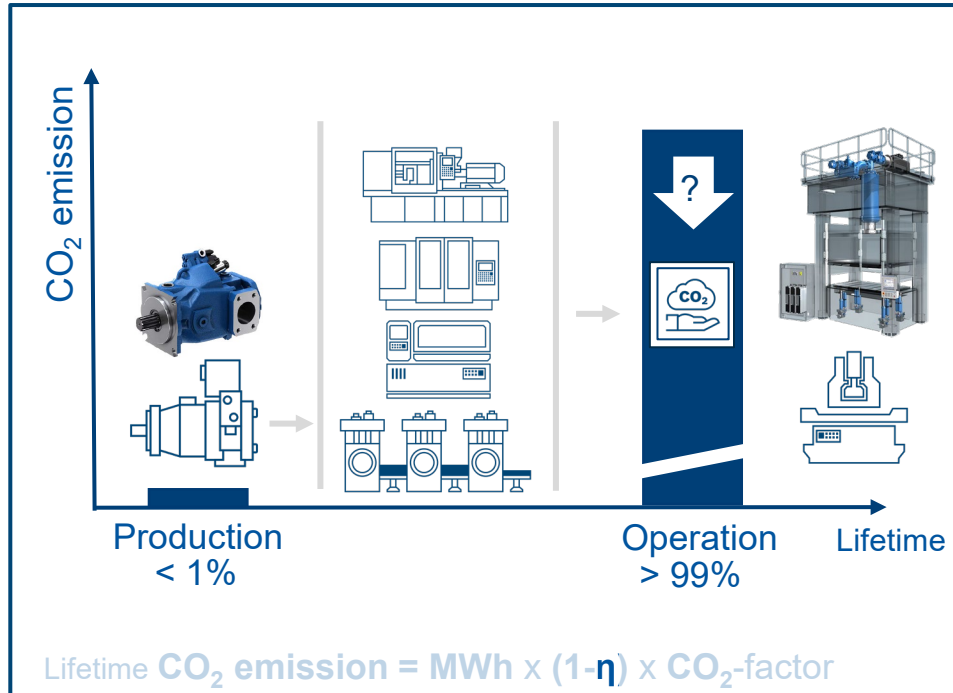 CO₂ emission
?
CO₂
Production
< 1%
Operation
> 99%
Lifetime
Lifetime CO₂ emission = MWh x (1-η) x CO₂-factor